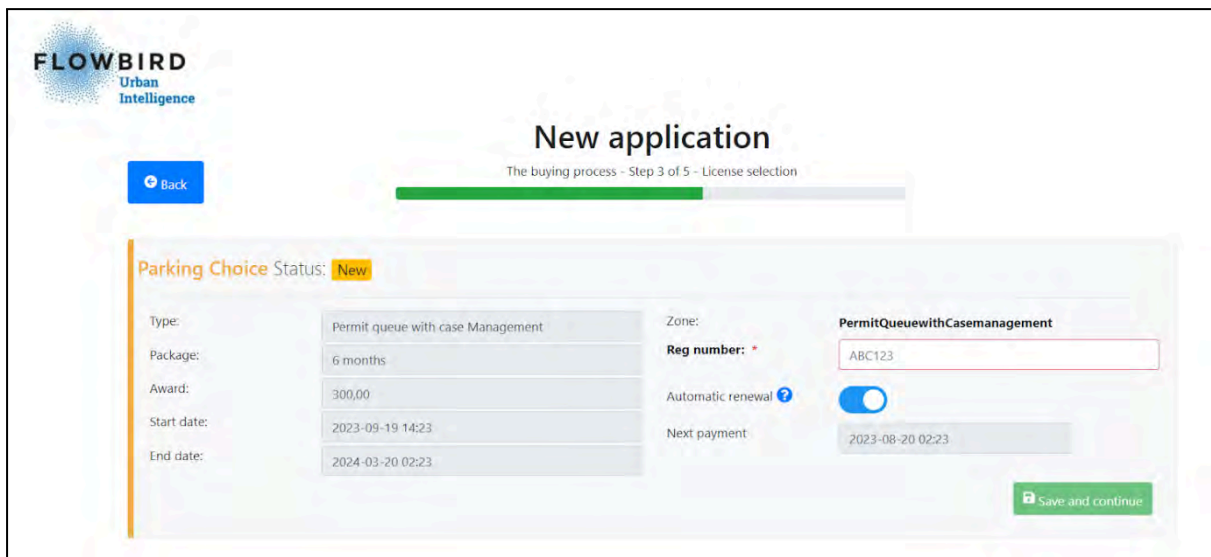 FLOWBIRD
Urban
Intelligence
New application
The buying process - Step 3 of 5 - License selection
Back
Parking Choice Status: New
Type: Permit queue with case Management
Package: 6 months
Award: 300,00
Start date: 2023-09-19 14:23
End date: 2024-03-20 02:23
Zone: PermitQueuewithCasemanagement
Reg number: * ABC123
Automatic renewal ?
Next payment 2023-08-20 02:23
Save and continue